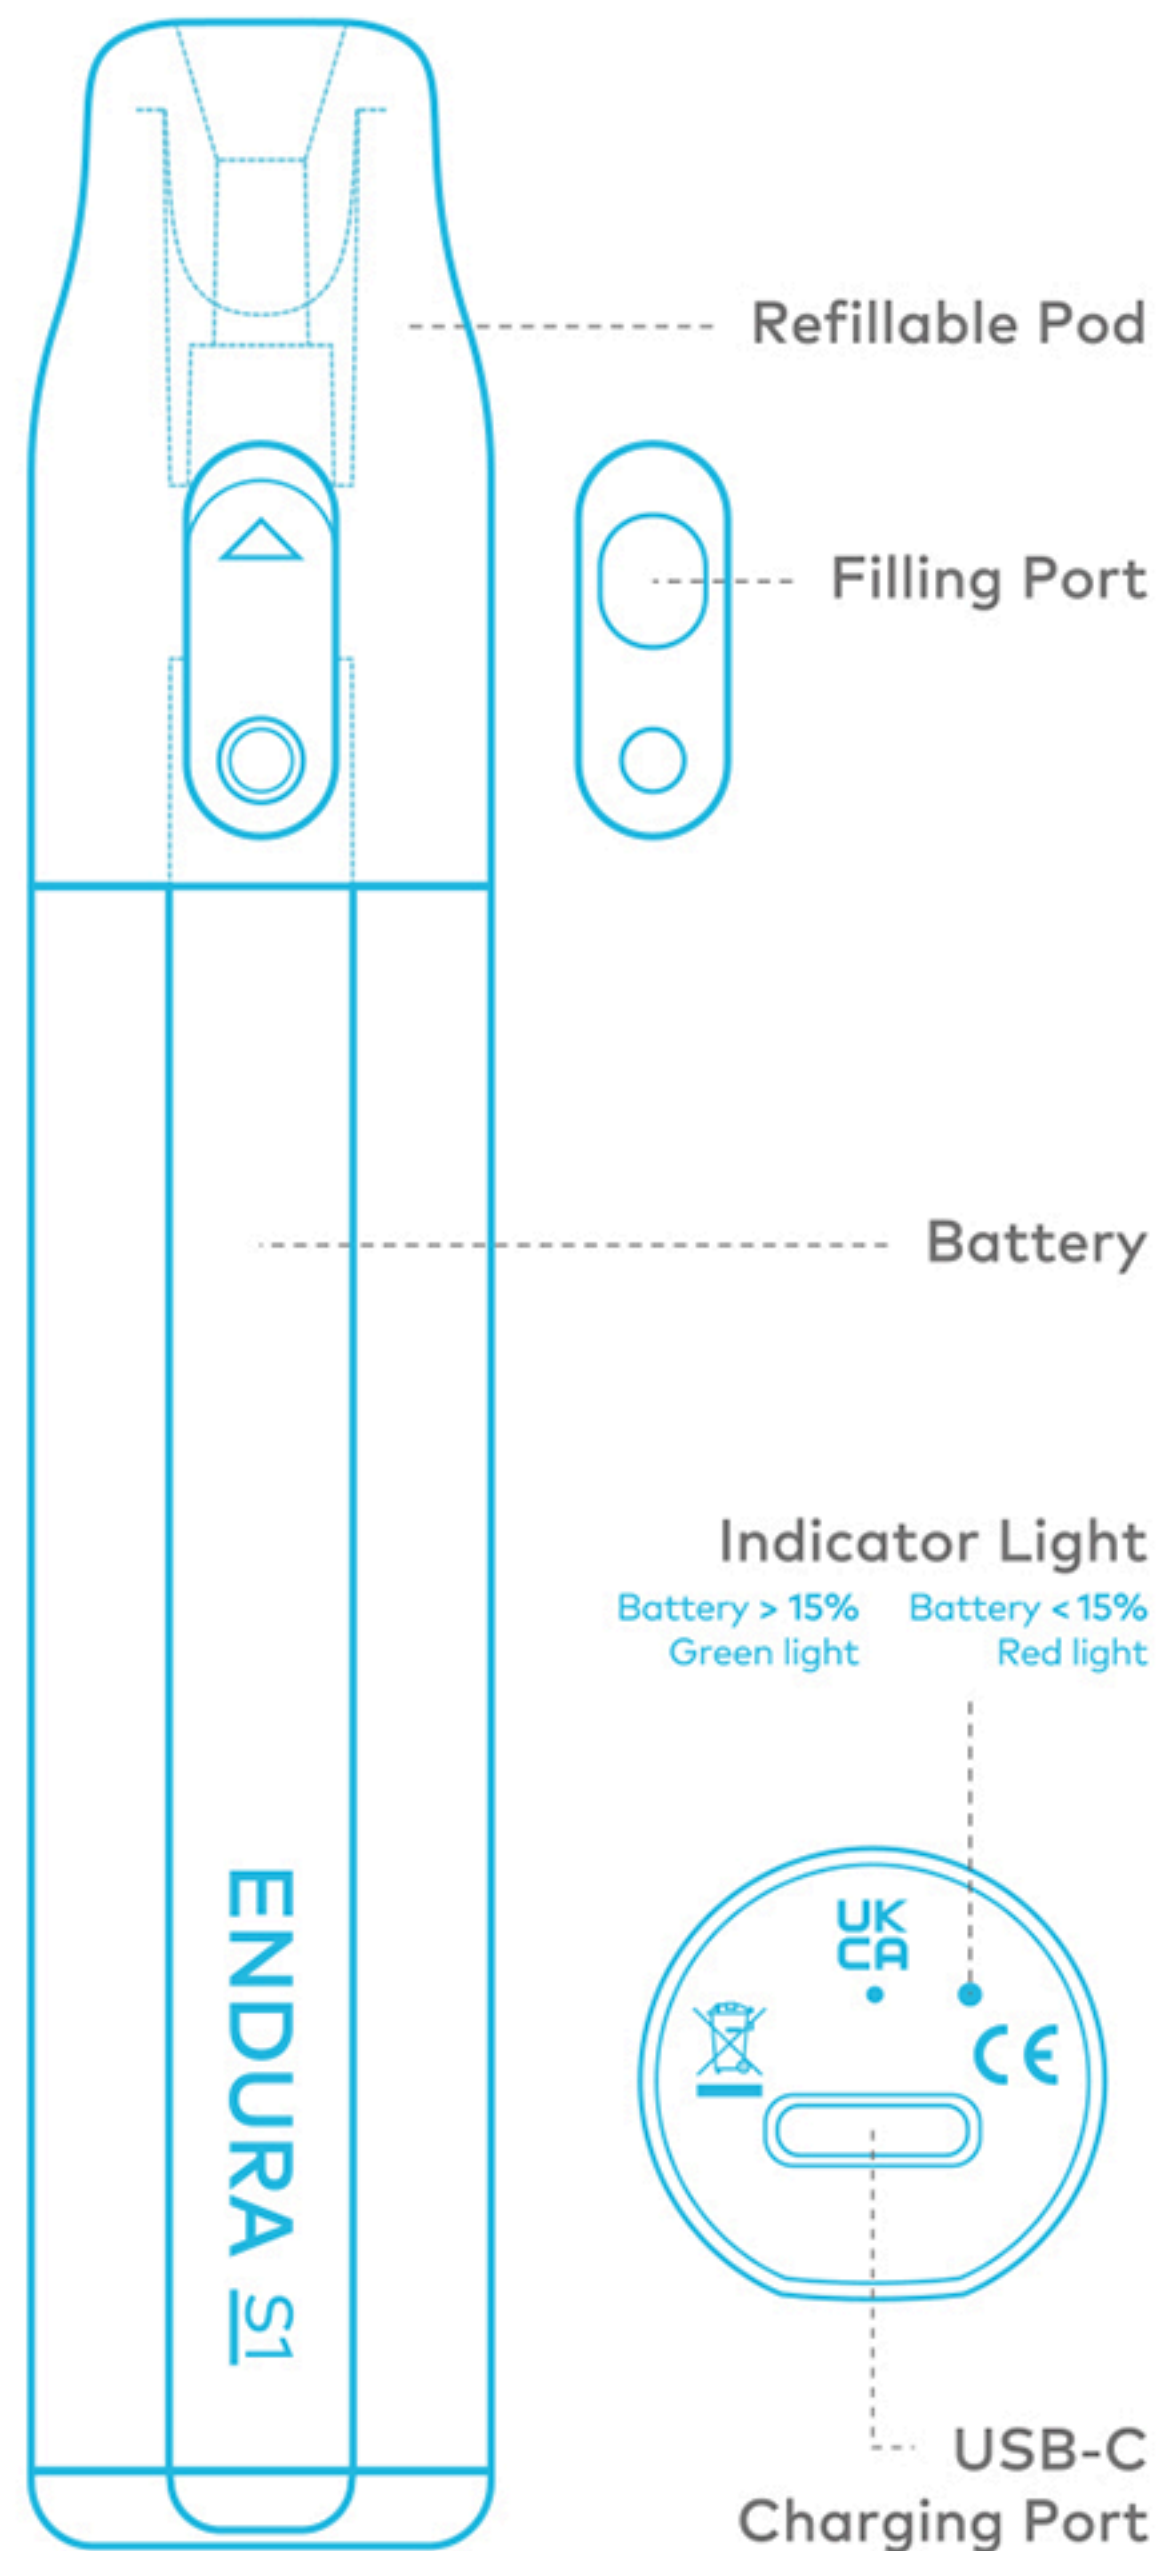 Refillable Pod
Filling Port
Battery
Indicator Light
Battery > 15%
Green light
Battery < 15%
Red light
ENDURA S1
UK
CA
CE
USB-C
Charging Port